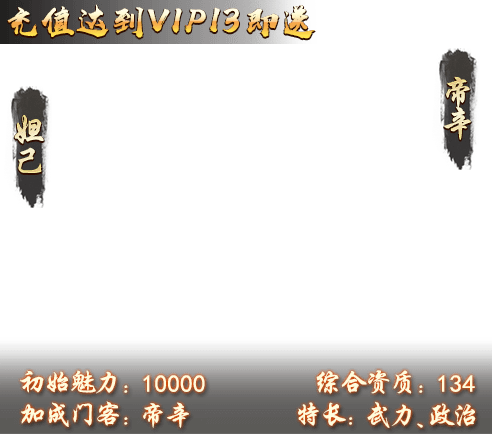 充值达到VIP13即送
妲己
帝辛
初始魅力：10000
综合资质：134
加成门客：帝辛
特长：武力、政治